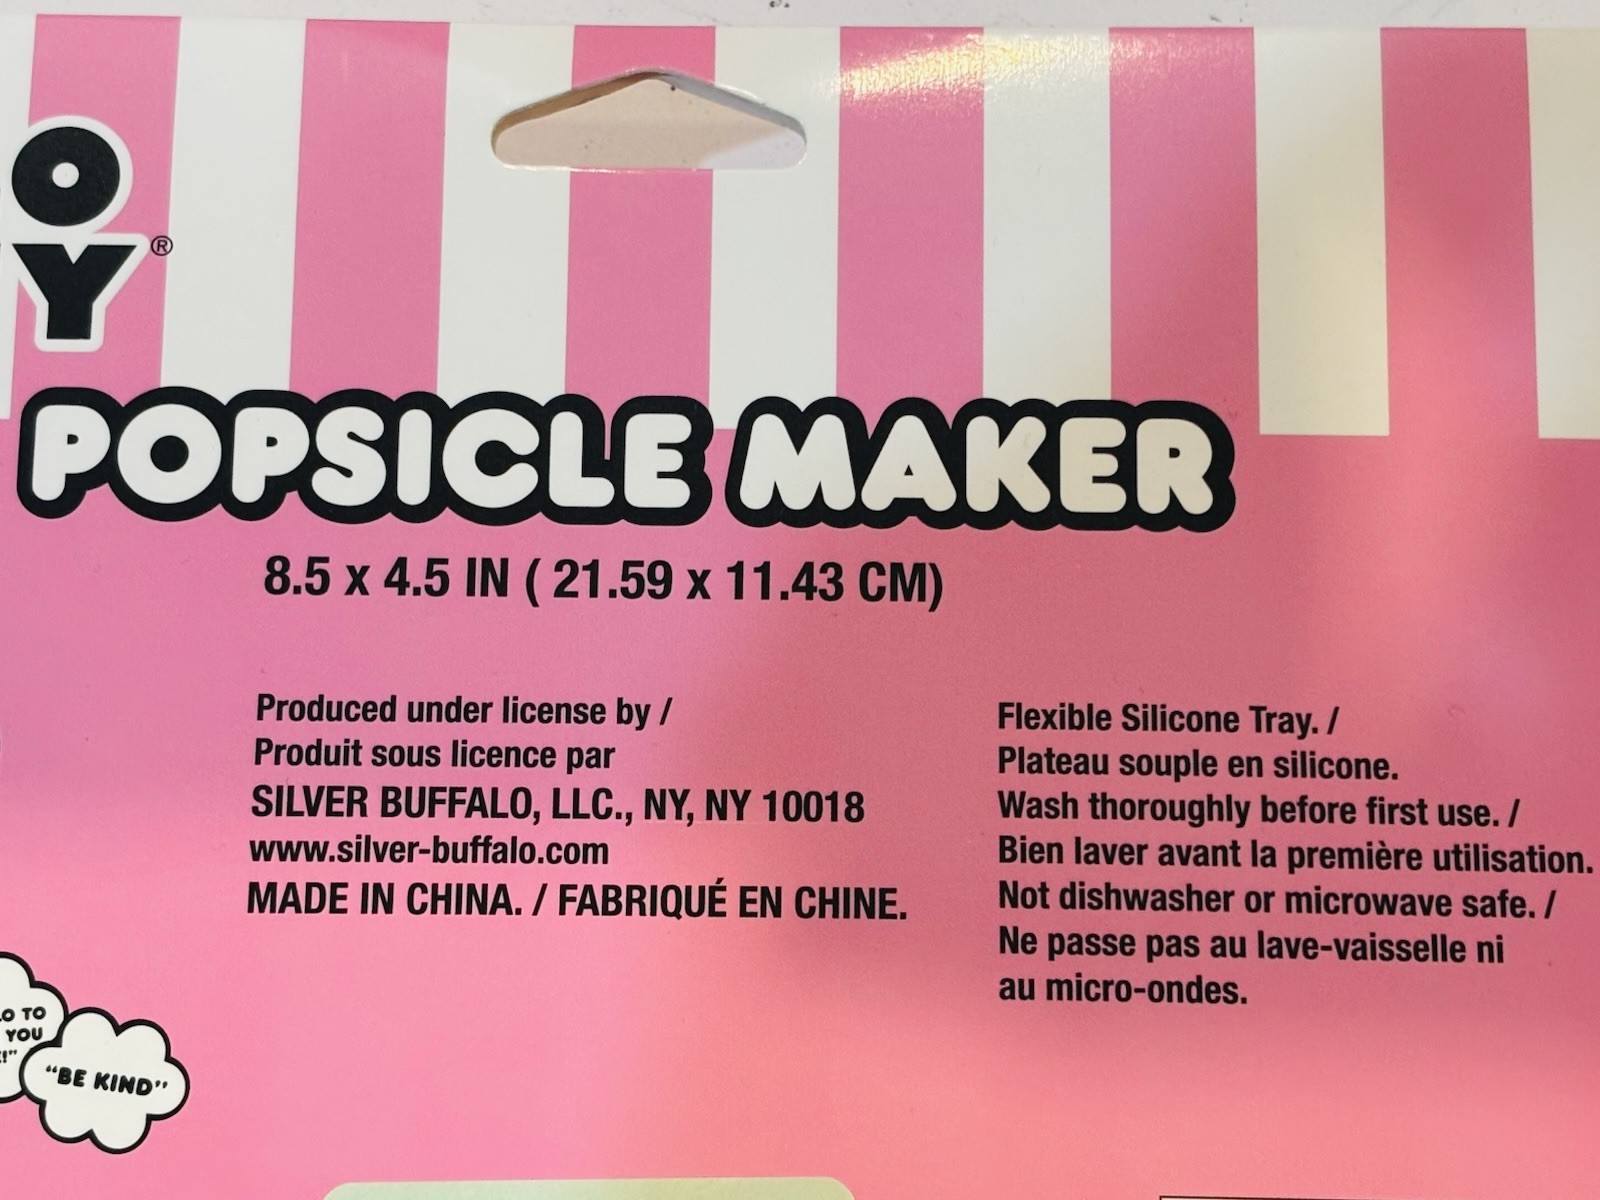 O
Y®
POPSICLE MAKER
8.5 x 4.5 IN ( 21.59 x 11.43 CM)
Produced under license by /
Produit sous licence par
SILVER BUFFALO, LLC., NY, NY 10018
www.silver-buffalo.com
MADE IN CHINA. / FABRIQUÉ EN CHINE.
Flexible Silicone Tray. /
Plateau souple en silicone.
Wash thoroughly before first use. /
Bien laver avant la première utilisation.
Not dishwasher or microwave safe. /
Ne passe pas au lave-vaisselle ni
au micro-ondes.
TO
YOU
!"
"BE KIND"